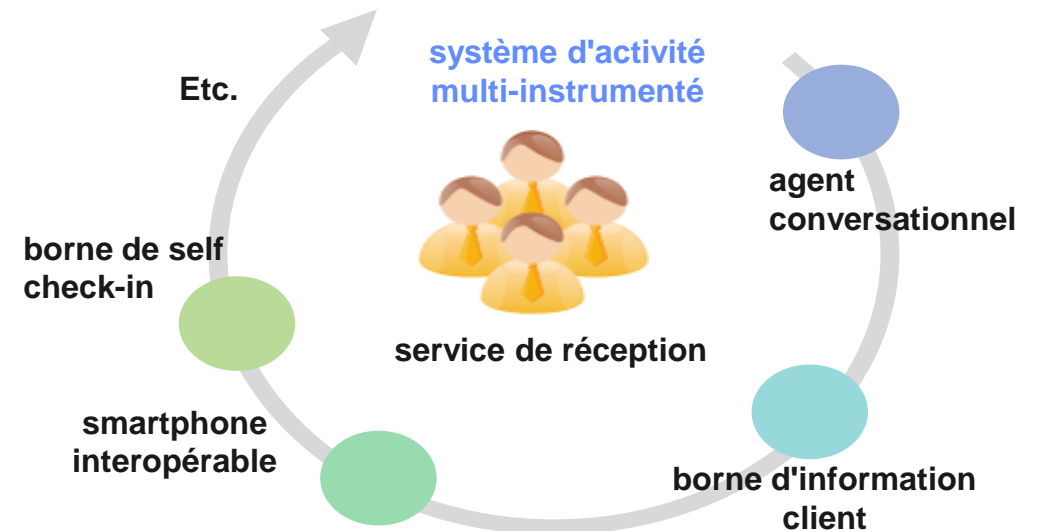 système d'activité
multi-instrumenté
Etc.
agent
conversationnel
borne de self
check-in
service de réception
smartphone
interopérable
borne d'information
client